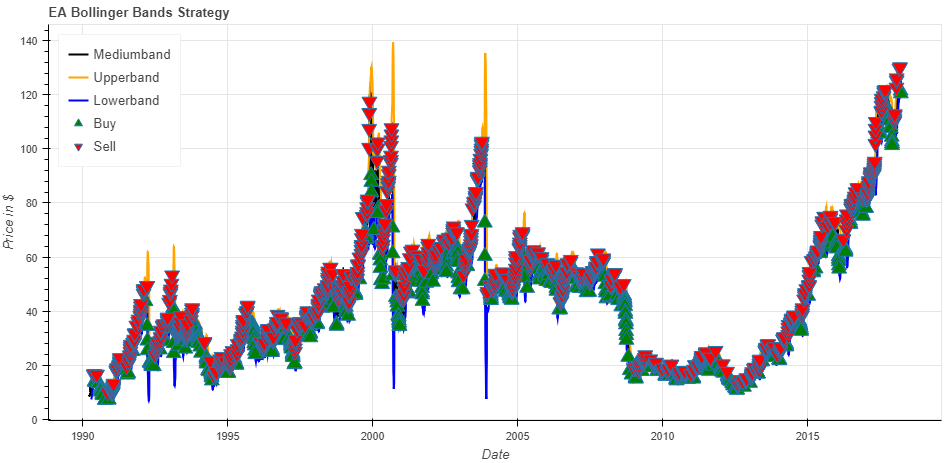 EA Bollinger Bands Strategy
Mediumband
Upperband
Lowerband
Buy
Sell
Price in $
140
120
100
80
60
40
20
0
1990
1995
2000
2005
2010
2015
Date